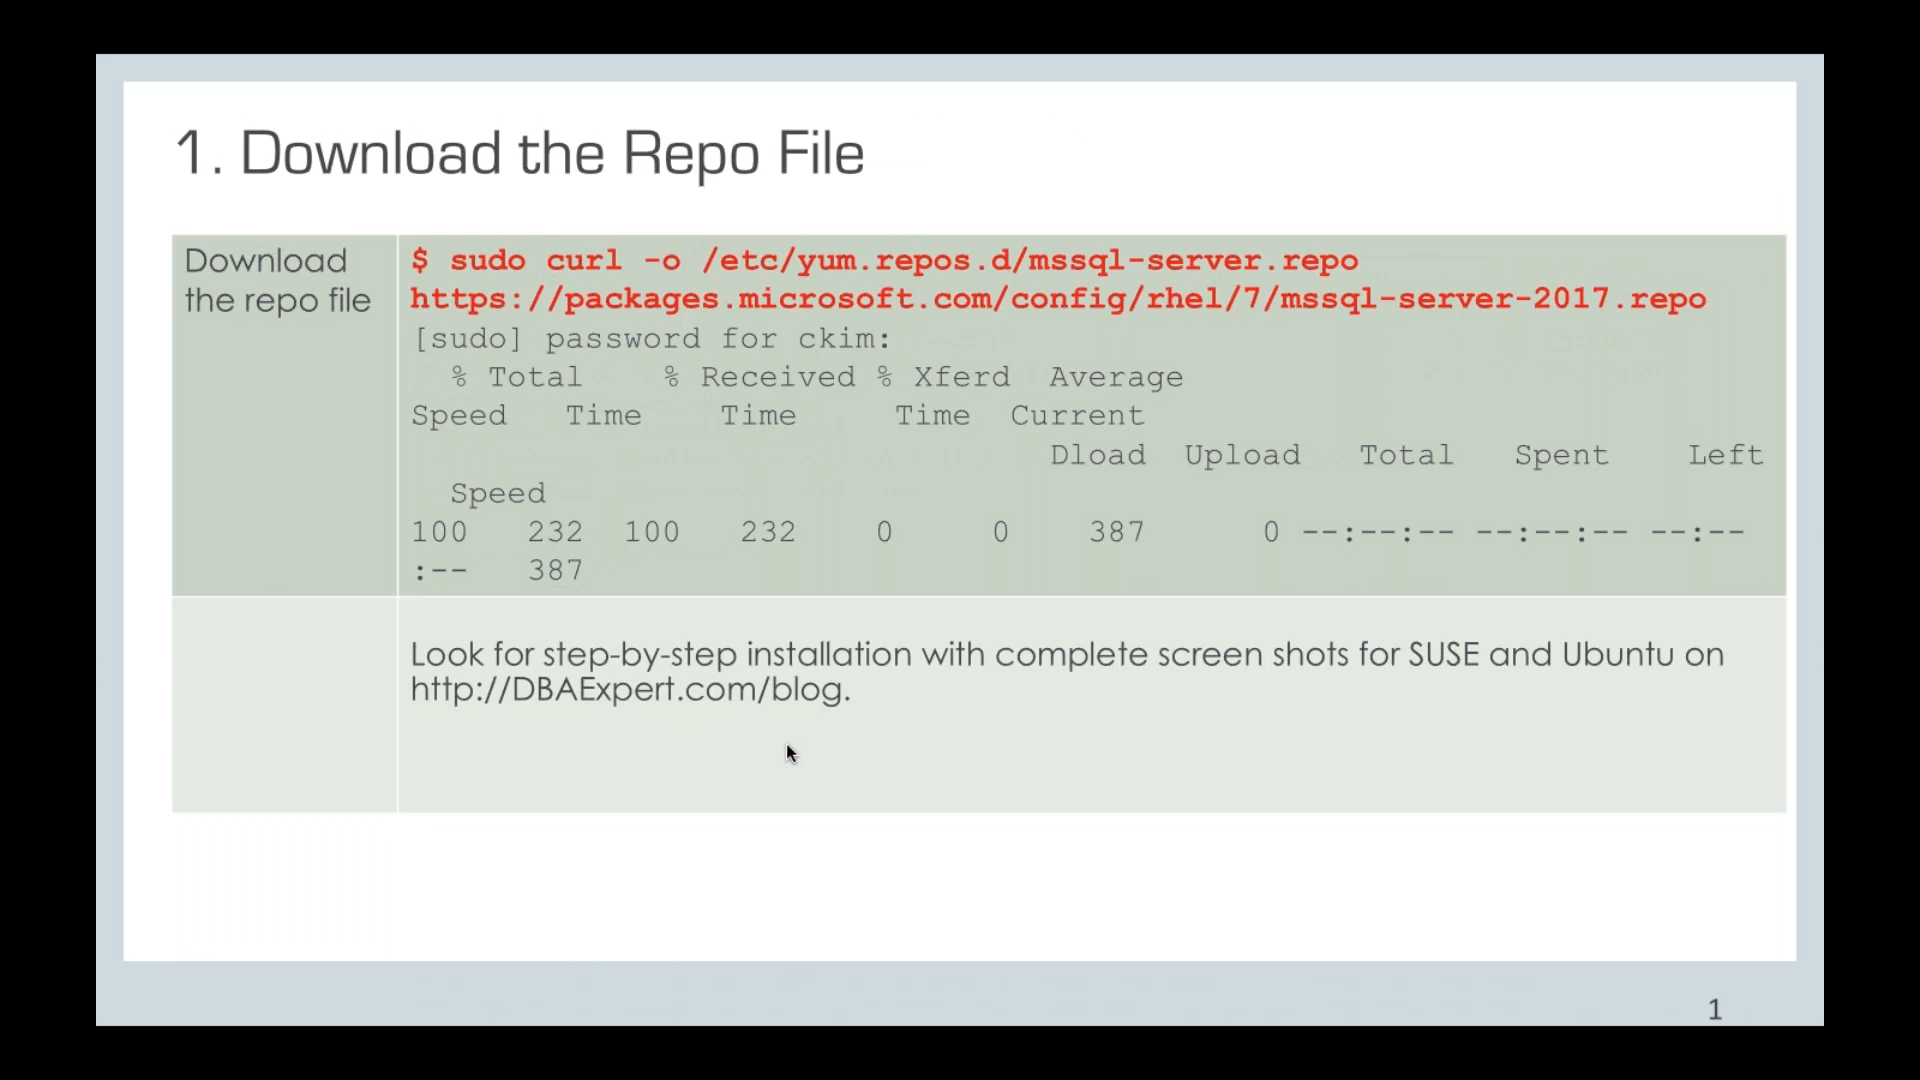 1. Download the Repo File
Download
the repo file
$ sudo curl -o /etc/yum.repos.d/mssql-server.repo
https://packages.microsoft.com/config/rhel/7/mssql-server-2017.repo
[sudo] password for ckim:
  % Total    % Received % Xferd  Average
Speed   Time    Time     Time  Current
                                 Dload  Upload   Total   Spent    Left
  Speed
100   232  100   232    0     0    387      0 --:--:-- --:--:-- --:--
:--   387
Look for step-by-step installation with complete screen shots for SUSE and Ubuntu on
http://DBAExpert.com/blog.
1